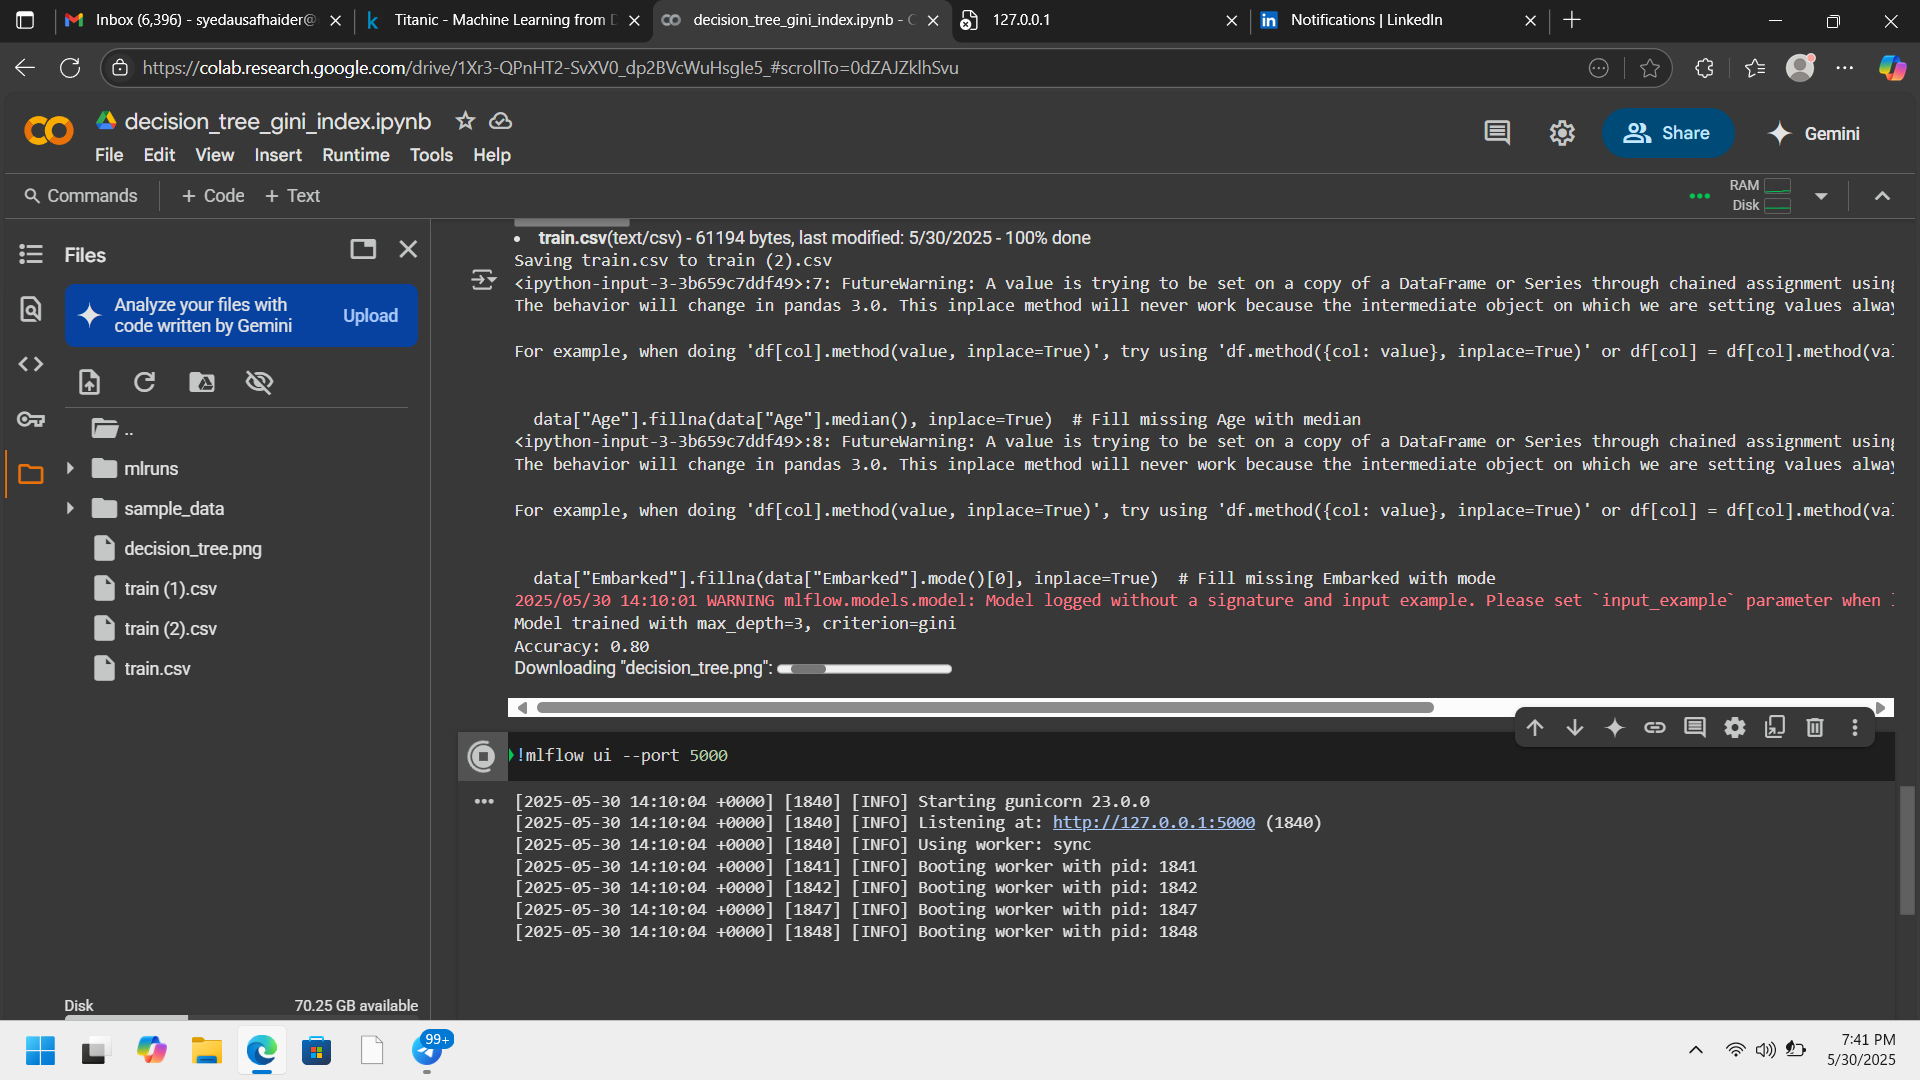 Inbox (6,396) - syedausafhaider@
Titanic - Machine Learning from D
decision_tree_gini_index.ipynb - C
127.0.0.1
Notifications | LinkedIn
https://colab.research.google.com/drive/1Xr3-QPnHT2-SvXV0_dp2BVcWuHsgIe5_#scrollTo=0dZAJZklhSvu
decision_tree_gini_index.ipynb
File Edit View Insert Runtime Tools Help
Share
Gemini
Commands + Code + Text
RAM
Disk
Files
Analyze your files with
code written by Gemini
Upload
..
mlruns
sample_data
decision_tree.png
train (1).csv
train (2).csv
train.csv
Disk 70.25 GB available
• train.csv(text/csv) - 61194 bytes, last modified: 5/30/2025 - 100% done
Saving train.csv to train (2).csv
<ipython-input-3-3b659c7ddf49>:7: FutureWarning: A value is trying to be set on a copy of a DataFrame or Series through chained assignment using
The behavior will change in pandas 3.0. This inplace method will never work because the intermediate object on which we are setting values alway
For example, when doing 'df[col].method(value, inplace=True)', try using 'df.method({col: value}, inplace=True)' or df[col] = df[col].method(val
data["Age"].fillna(data["Age"].median(), inplace=True)  # Fill missing Age with median
<ipython-input-3-3b659c7ddf49>:8: FutureWarning: A value is trying to be set on a copy of a DataFrame or Series through chained assignment using
The behavior will change in pandas 3.0. This inplace method will never work because the intermediate object on which we are setting values alway
For example, when doing 'df[col].method(value, inplace=True)', try using 'df.method({col: value}, inplace=True)' or df[col] = df[col].method(val
data["Embarked"].fillna(data["Embarked"].mode()[0], inplace=True)  # Fill missing Embarked with mode
2025/05/30 14:10:01 WARNING mlflow.models.model: Model logged without a signature and input example. Please set `input_example` parameter when l
Model trained with max_depth=3, criterion=gini
Accuracy: 0.80
Downloading "decision_tree.png":
!mlflow ui --port 5000
[2025-05-30 14:10:04 +0000] [1840] [INFO] Starting gunicorn 23.0.0
[2025-05-30 14:10:04 +0000] [1840] [INFO] Listening at: http://127.0.0.1:5000 (1840)
[2025-05-30 14:10:04 +0000] [1840] [INFO] Using worker: sync
[2025-05-30 14:10:04 +0000] [1841] [INFO] Booting worker with pid: 1841
[2025-05-30 14:10:04 +0000] [1842] [INFO] Booting worker with pid: 1842
[2025-05-30 14:10:04 +0000] [1847] [INFO] Booting worker with pid: 1847
[2025-05-30 14:10:04 +0000] [1848] [INFO] Booting worker with pid: 1848
99+
7:41 PM
5/30/2025